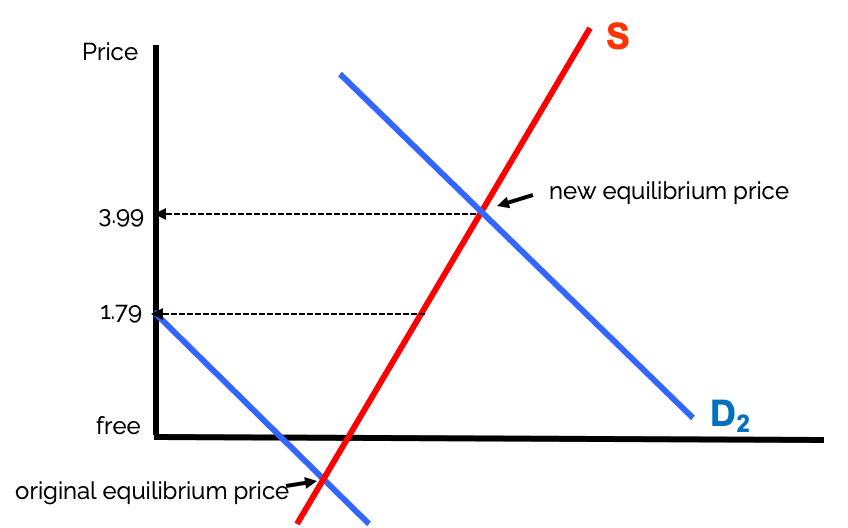 S
Price
new equilibrium price
3.99
1.79
D₂
free
original equilibrium price